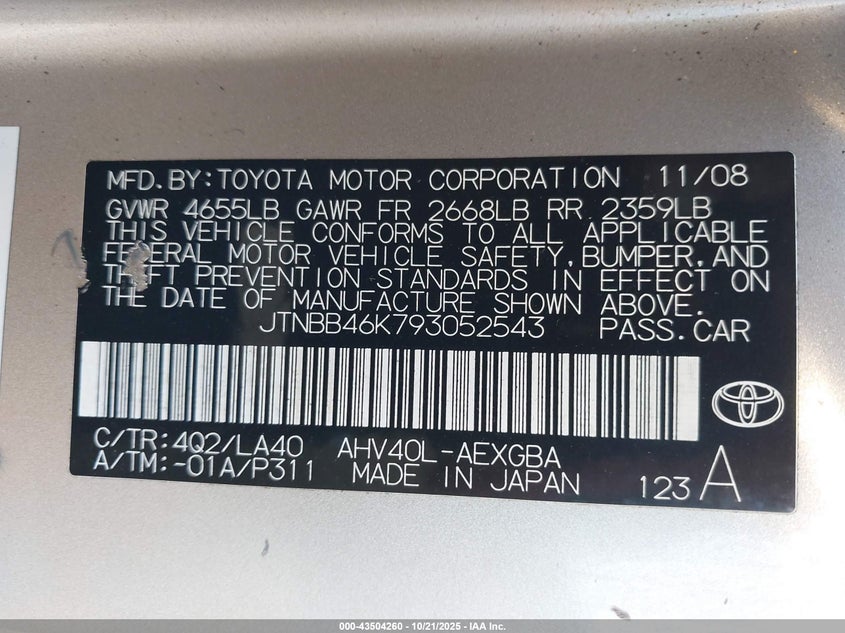 MFD.BY:TOYOTA MOTOR CORPORATION 11/08
GVWR 4655LB GAWR FR 2668LB RR 2359LB
THIS VEHICLE CONFORMS TO ALL APPLICABLE
FEDERAL MOTOR VEHICLE SAFETY,BUMPER,AND
THEFT PREVENTION STANDARDS IN EFFECT ON
THE DATE OF MANUFACTURE SHOWN ABOVE.
JTNBB46K793052543 PASS.CAR
C/TR:4Q2/LA40 AHV40L-AEXGBA
A/TM:-01A/P311 MADE IN JAPAN 123 A
000-43504260 - 10/21/2025 - IAA Inc.